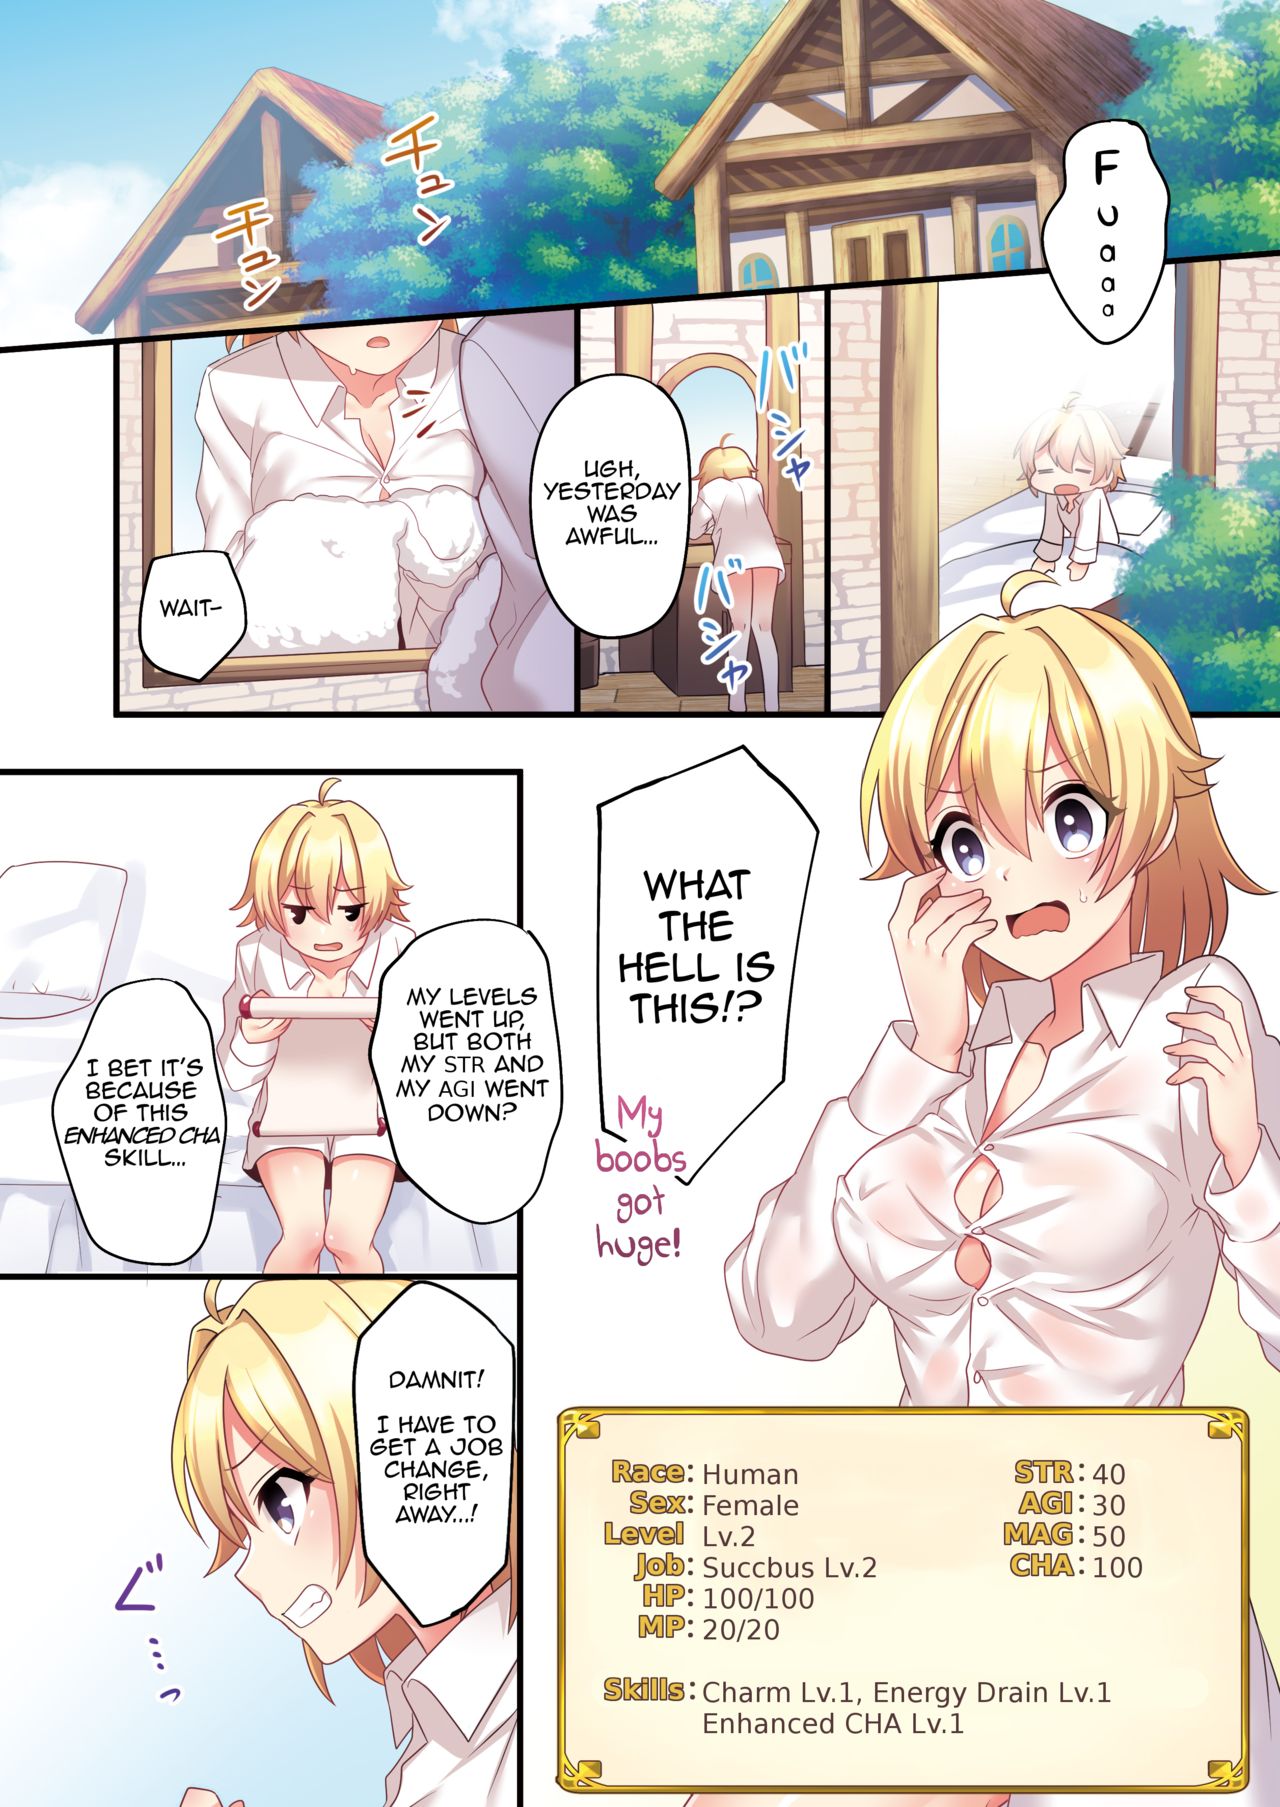 チュン
チュン
Fuaaa
バシャ
バシャ
UGH,
YESTERDAY
WAS
AWFUL...
WAIT-
WHAT
THE
HELL IS
THIS!?
My
boobs
got
huge!
MY LEVELS
WENT UP,
BUT BOTH
MY STR AND
MY AGI WENT
DOWN?
I BET IT'S
BECAUSE
OF THIS
ENHANCED CHA
SKILL...
DAMNIT!
I HAVE TO
GET A JOB
CHANGE,
RIGHT
AWAY...!
ぐ...っ
Race: Human
Sex: Female
Level Lv.2
Job: Succbus Lv.2
HP: 100/100
MP: 20/20
STR: 40
AGI: 30
MAG: 50
CHA: 100
Skills: Charm Lv.1, Energy Drain Lv.1
Enhanced CHA Lv.1